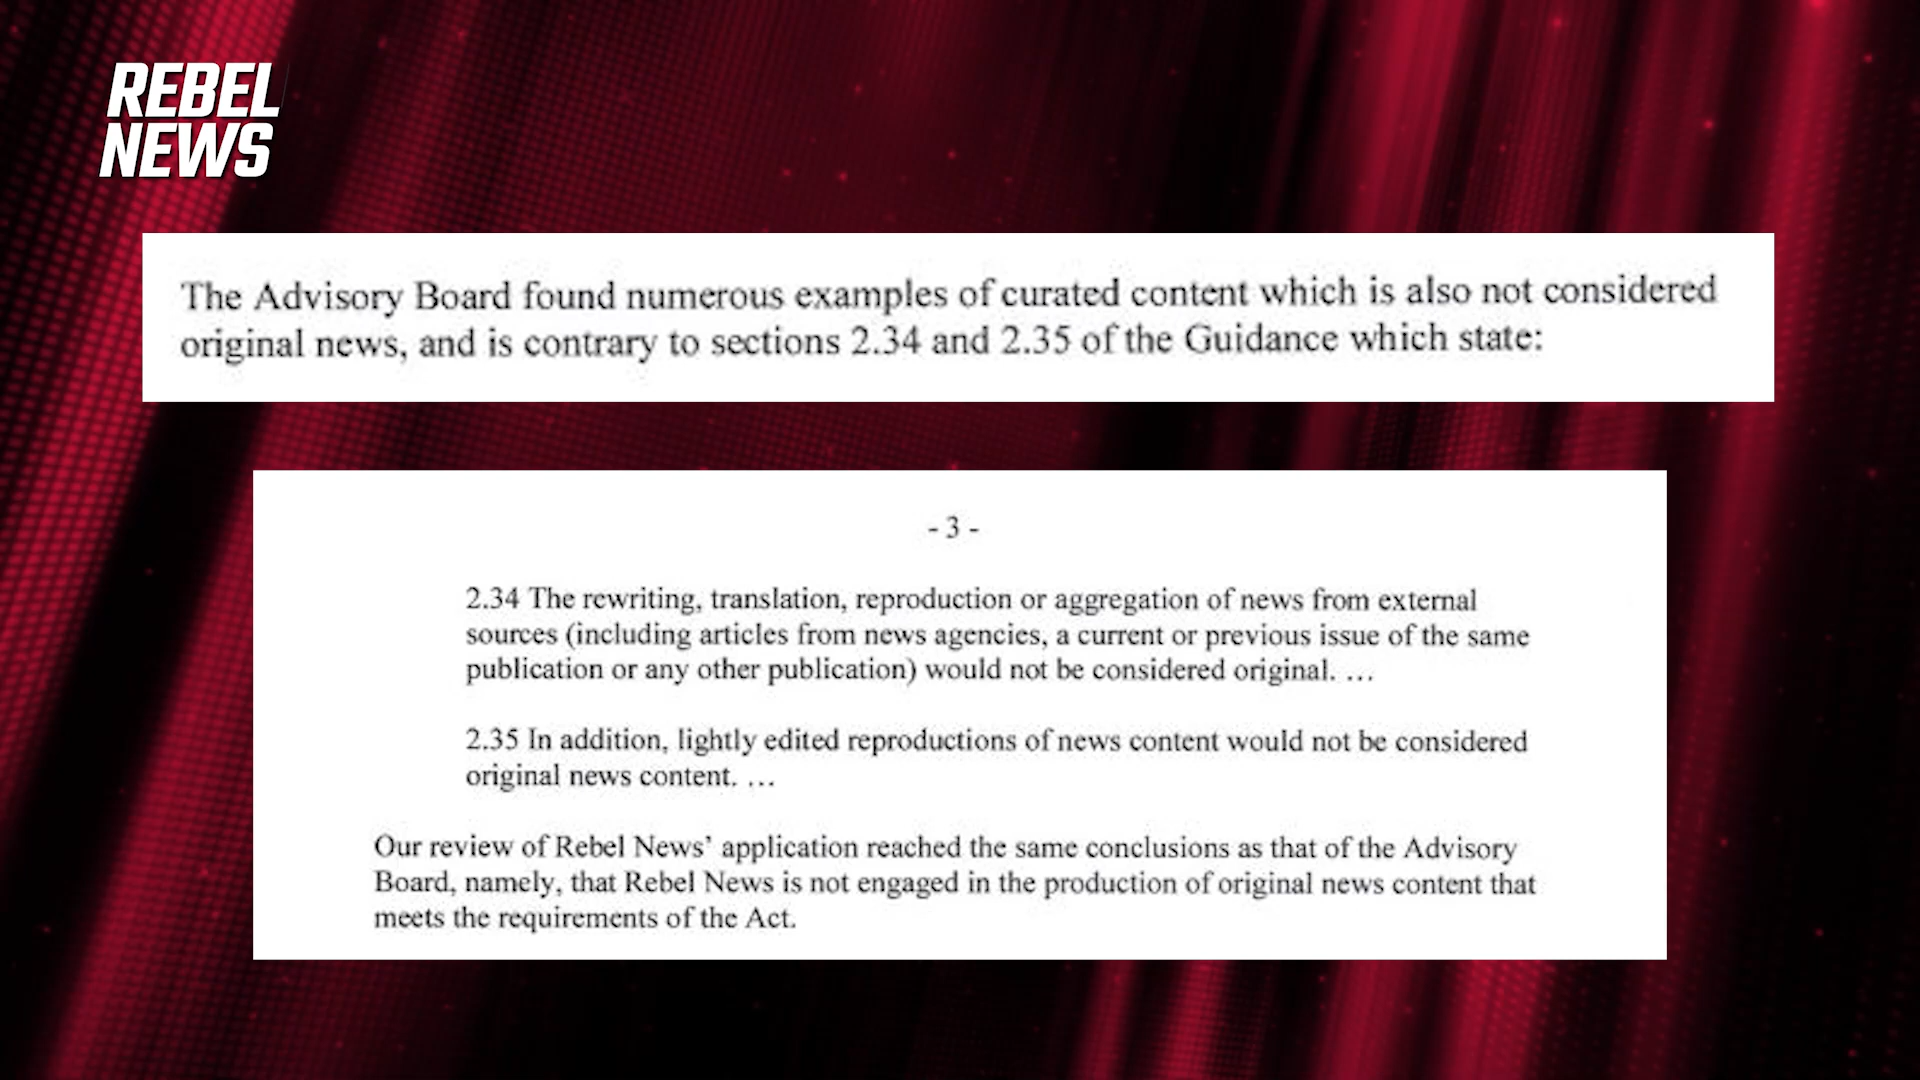 REBEL
NEWS
The Advisory Board found numerous examples of curated content which is also not considered
original news, and is contrary to sections 2.34 and 2.35 of the Guidance which state:
- 3 -
2.34 The rewriting, translation, reproduction or aggregation of news from external
sources (including articles from news agencies, a current or previous issue of the same
publication or any other publication) would not be considered original. …
2.35 In addition, lightly edited reproductions of news content would not be considered
original news content. …
Our review of Rebel News’ application reached the same conclusions as that of the Advisory
Board, namely, that Rebel News is not engaged in the production of original news content that
meets the requirements of the Act.